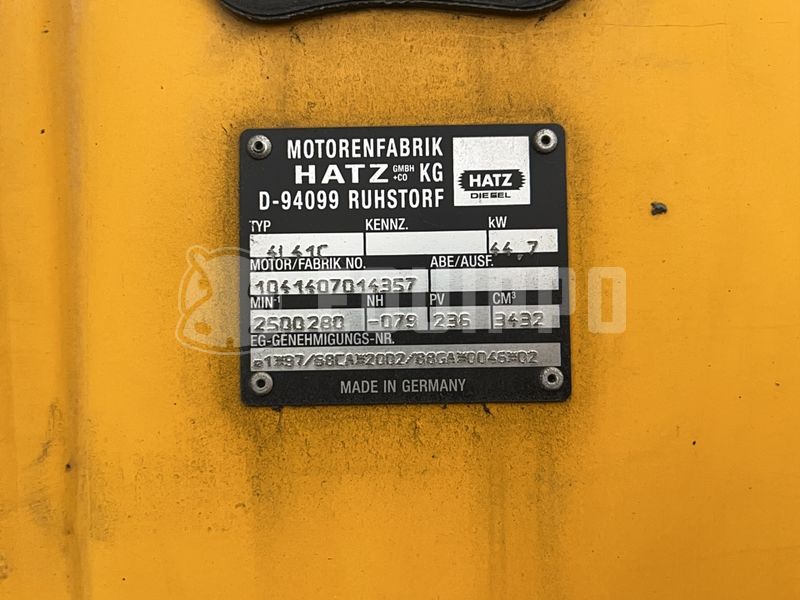 MOTORENFABRIK
HATZ GMBH +CO KG
D-94099 RUHSTORF
HATZ
DIESEL
TYP KENNZ. kW
4L41C 44,7
MOTOR/FABRIK NO. ABE/AUSF.
1041407014357
MIN-1 NH PV CM³
2500280 -079 236 3432
EG-GENEHMIGUNGS-NR.
e1*97/68CA*2002/88GA*0046*02
MADE IN GERMANY
EQUIPPO